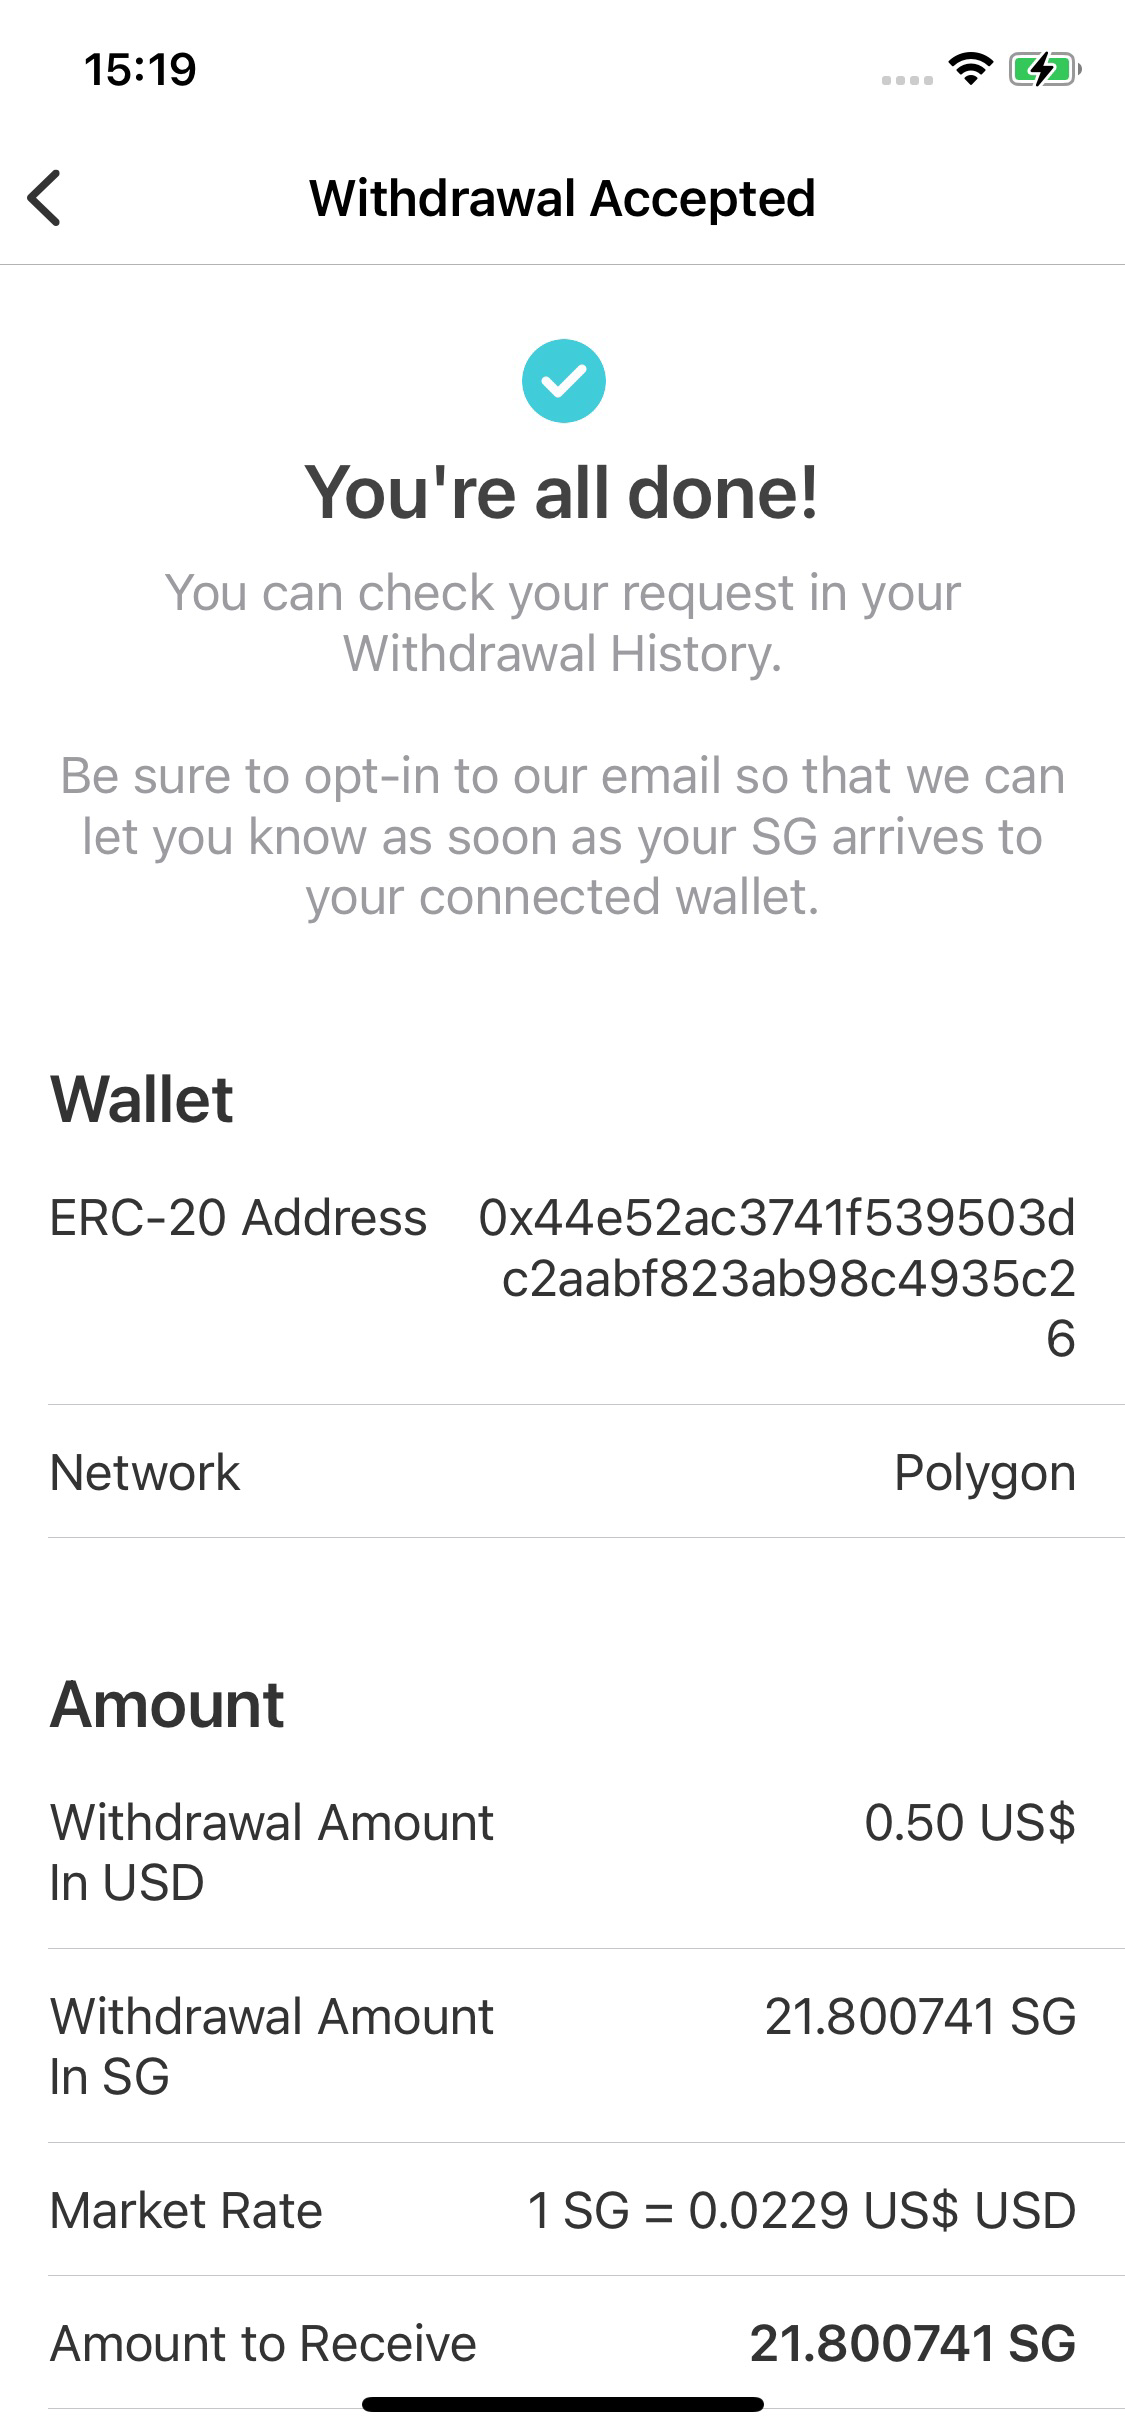 15:19
Withdrawal Accepted
You're all done!
You can check your request in your
Withdrawal History.
Be sure to opt-in to our email so that we can
let you know as soon as your SG arrives to
your connected wallet.
Wallet
ERC-20 Address 0x44e52ac3741f539503d
c2aabf823ab98c4935c2
6
Network Polygon
Amount
Withdrawal Amount 0.50 US$
In USD
Withdrawal Amount 21.800741 SG
In SG
Market Rate 1 SG = 0.0229 US$ USD
Amount to Receive 21.800741 SG